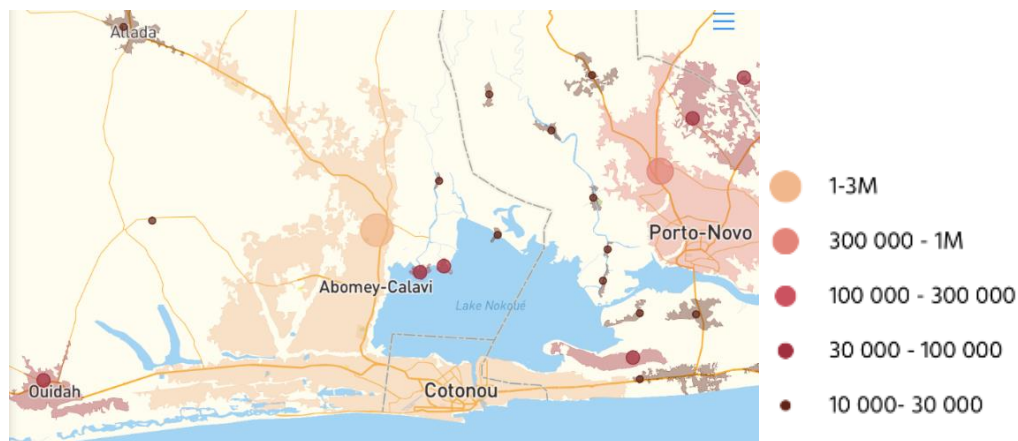 Allada
Porto-Novo
Abomey-Calavi
Lake Nokoué
Ouidah
Cotonou
1-3M
300 000 - 1M
100 000 - 300 000
30 000 - 100 000
10 000- 30 000